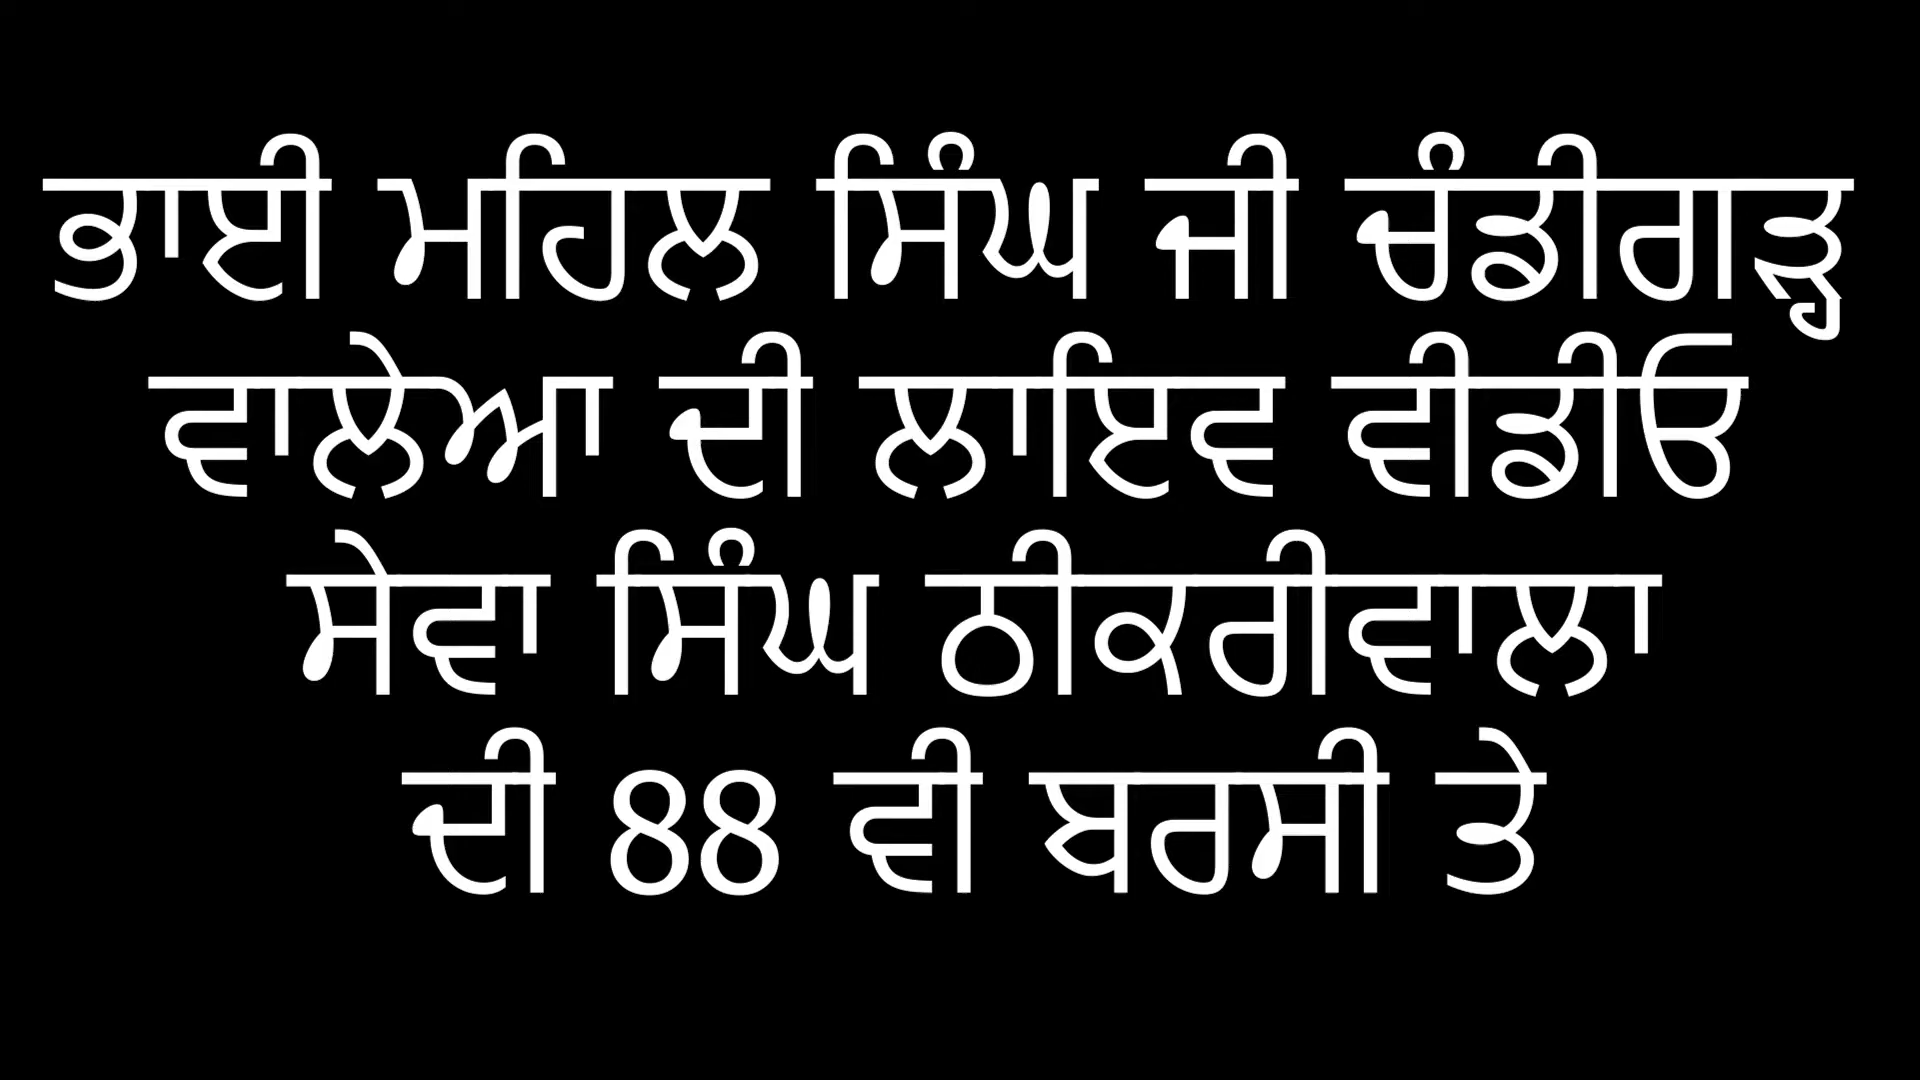 ਭਾਈ ਮਹਿਲ ਸਿੰਘ ਜੀ ਚੰਡੀਗੜ੍ਹ
ਵਾਲੇਆ ਦੀ ਲਾਇਵ ਵੀਡੀਓ
ਸੇਵਾ ਸਿੰਘ ਠੀਕਰੀਵਾਲਾ
ਦੀ 88 ਵੀ ਬਰਸੀ ਤੇ